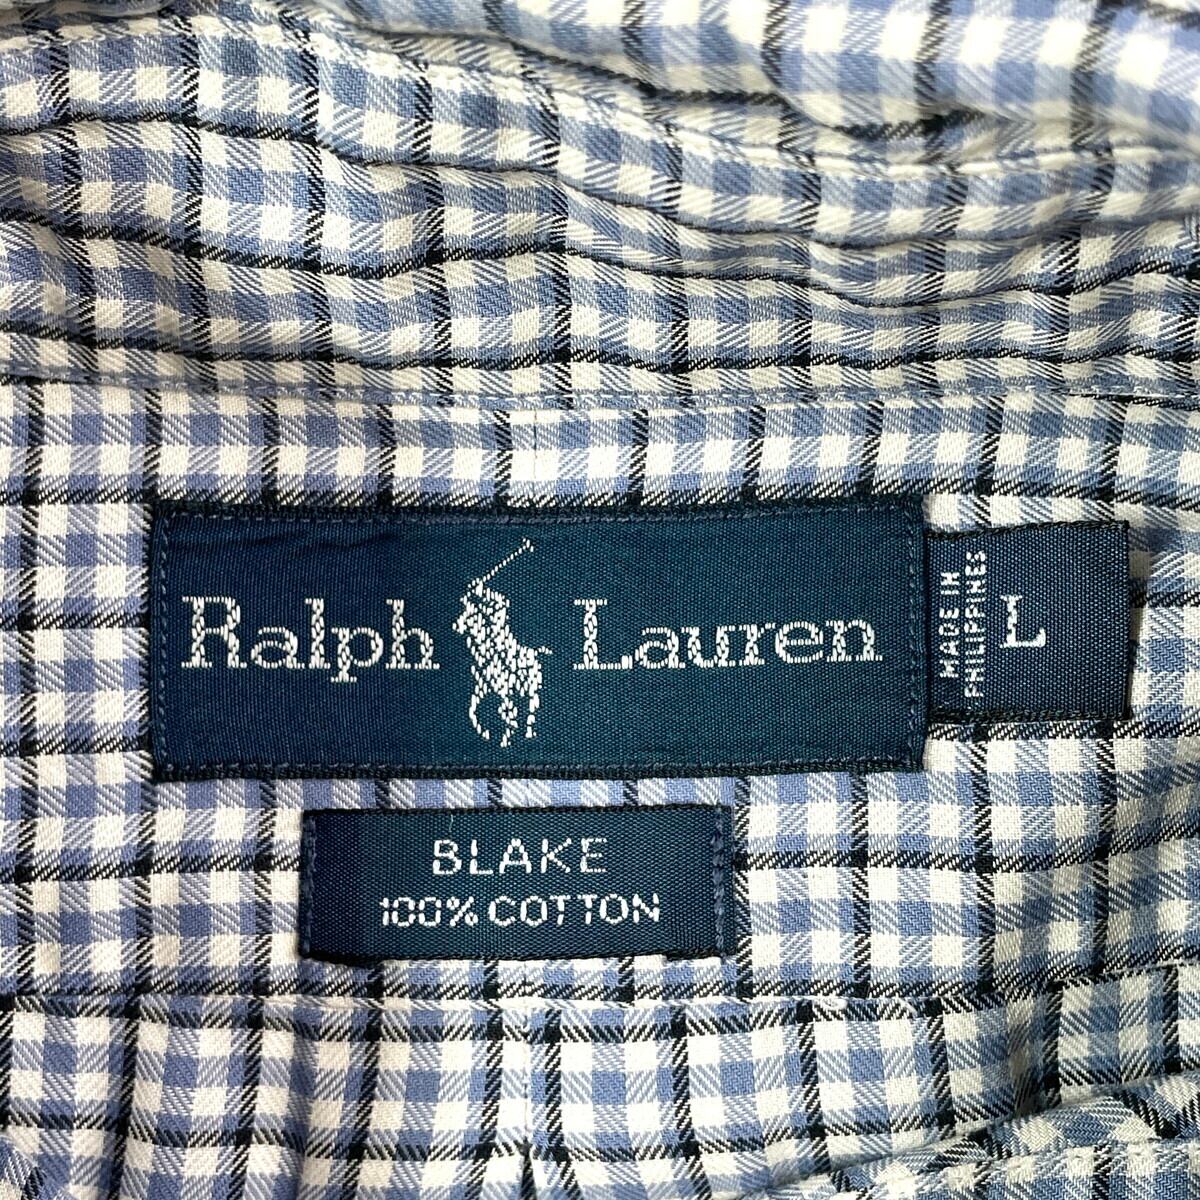 Ralph Lauren
MADE IN
PHILIPPINES
L
BLAKE
100% COTTON